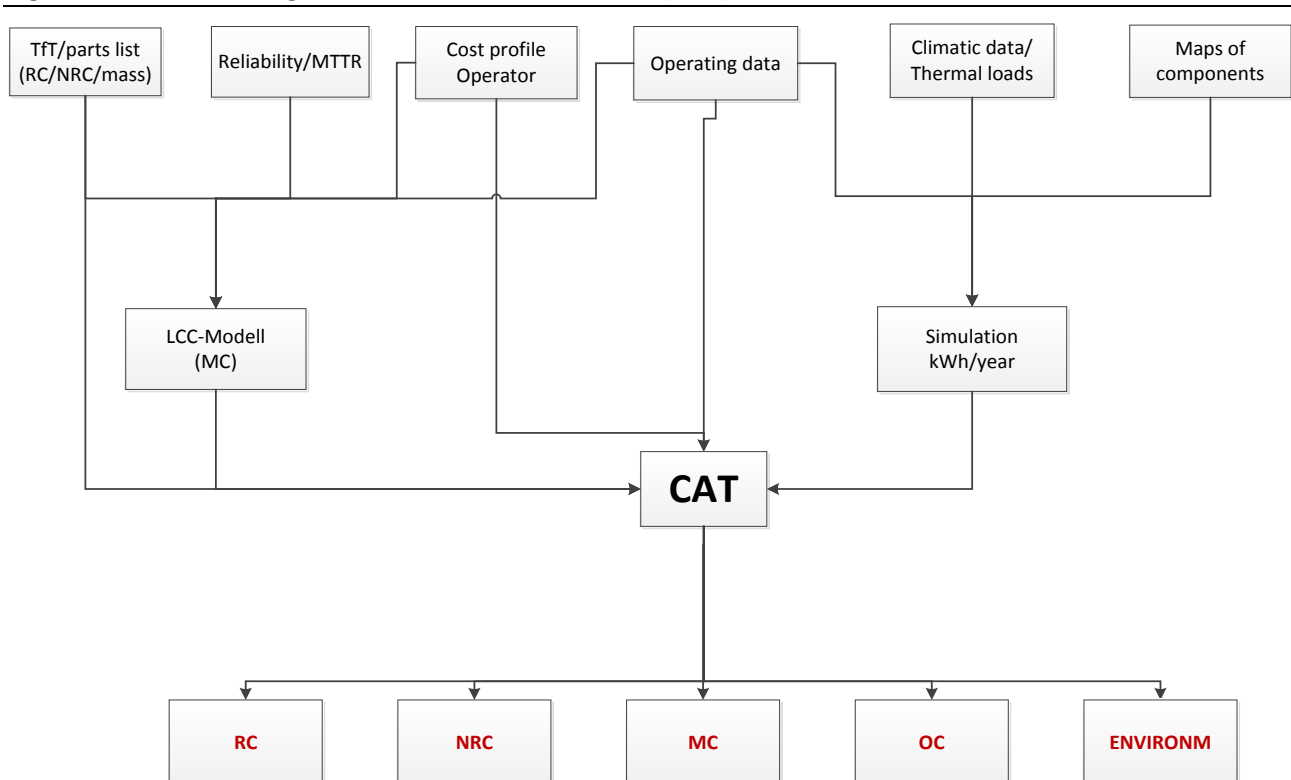 TfT/parts list
(RC/NRC/mass)
Reliability/MTTR
Cost profile
Operator
Operating data
Climatic data/
Thermal loads
Maps of
components
LCC-Modell
(MC)
Simulation
kWh/year
CAT
RC
NRC
MC
OC
ENVIRONM